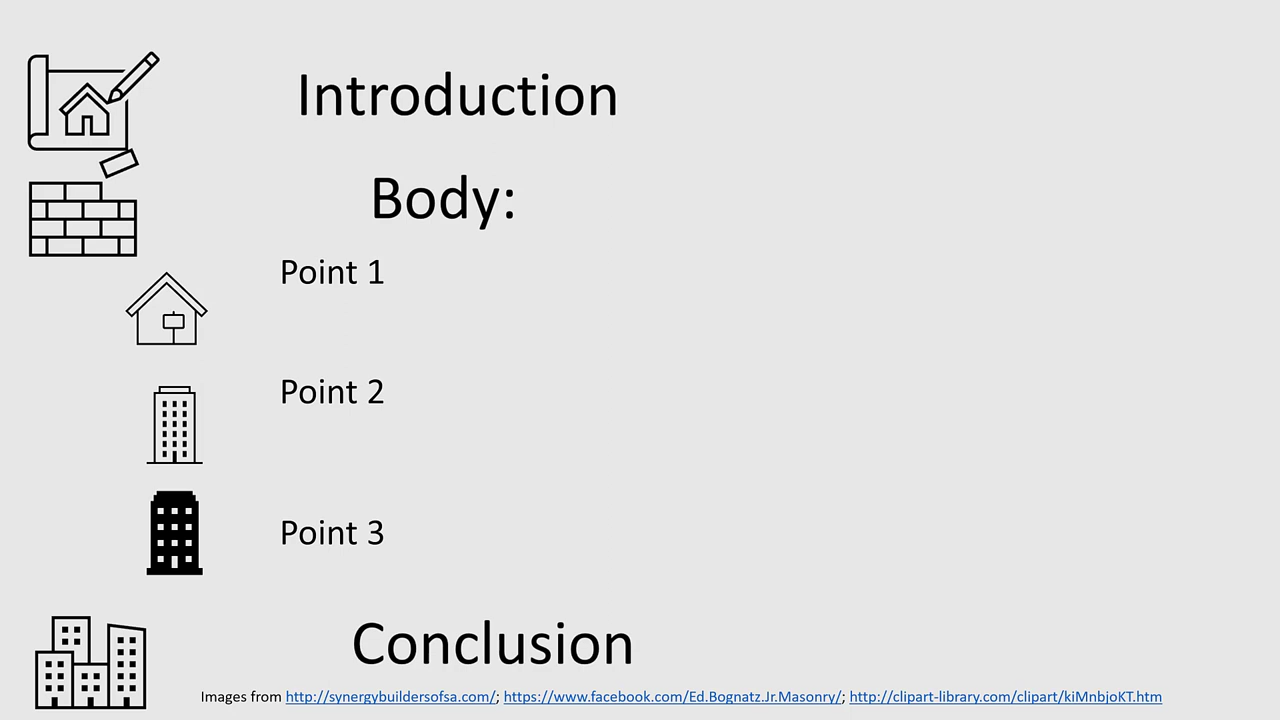 Introduction
Body:
Point 1
Point 2
Point 3
Conclusion
Images from http://synergybuildersofsa.com/; https://www.facebook.com/Ed.Bognatz.Jr.Masonry/; http://clipart-library.com/clipart/kiMnbjoKT.htm